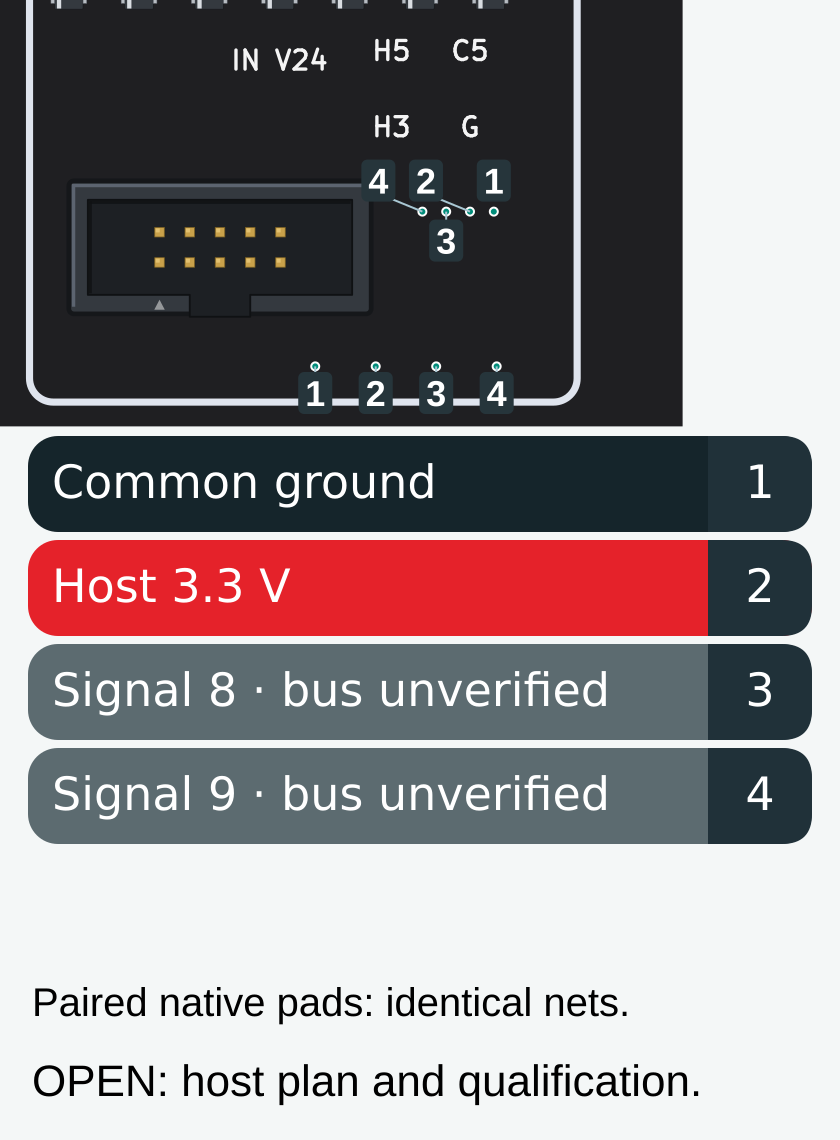 IN V24 H5 C5
H3 G
4 2 1
3
1 2 3 4
Common ground 1
Host 3.3 V 2
Signal 8 · bus unverified 3
Signal 9 · bus unverified 4
Paired native pads: identical nets.
OPEN: host plan and qualification.